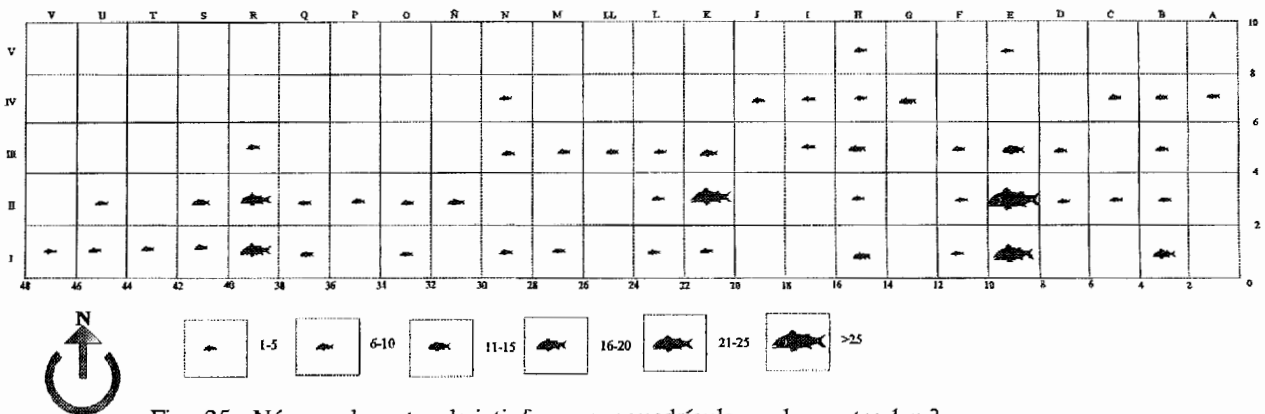 V U T S R Q P O Ñ N M LL L K J I H G F E D C B A
10
V
8
IV
6
III
4
II
2
I
48 46 44 42 40 38 36 34 32 30 28 26 24 22 20 18 16 14 12 10 8 6 4 2 0
N
1-5 6-10 11-15 16-20 21-25 >25